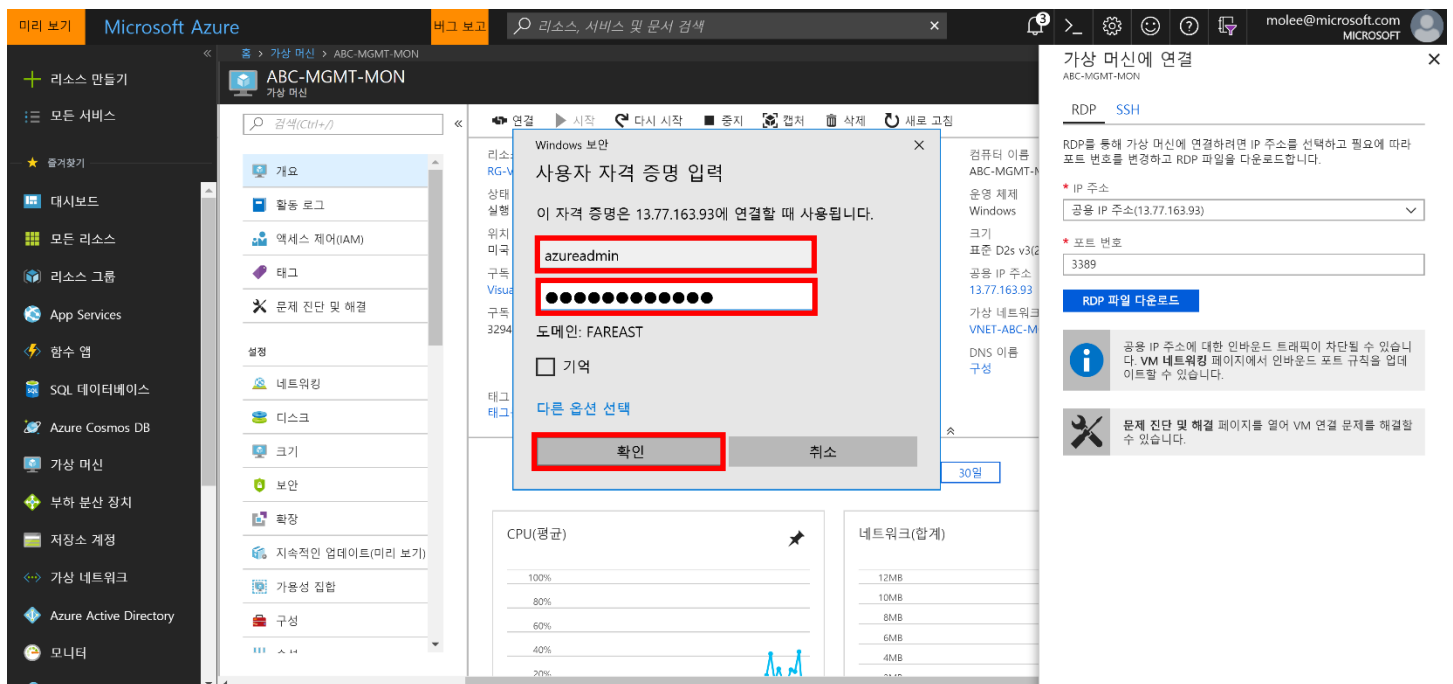 미리 보기
Microsoft Azure
버그 보고
리소스, 서비스 및 문서 검색
3
molee@microsoft.com
MICROSOFT
리소스 만들기
모든 서비스
즐겨찾기
대시보드
모든 리소스
리소스 그룹
App Services
함수 앱
SQL 데이터베이스
Azure Cosmos DB
가상 머신
부하 분산 장치
저장소 계정
가상 네트워크
Azure Active Directory
모니터
홈 > 가상 머신 > ABC-MGMT-MON
ABC-MGMT-MON
가상 머신
검색(Ctrl+/)
개요
활동 로그
액세스 제어(IAM)
태그
문제 진단 및 해결
설정
네트워킹
디스크
크기
보안
확장
지속적인 업데이트(미리 보기)
가용성 집합
구성
연결 시작 다시 시작 중지 캡처 삭제 새로 고침
상태
실행
위치
미국
구독
Visua
구독
3294
태그
태그
Windows 보안
사용자 자격 증명 입력
이 자격 증명은 13.77.163.93에 연결할 때 사용됩니다.
azureadmin
●●●●●●●●●●●●
도메인: FAREAST
기억
다른 옵션 선택
확인
취소
컴퓨터 이름
ABC-MGMT-M
운영 체제
Windows
크기
표준 D2s v3(2
공용 IP 주소
13.77.163.93
가상 네트워크
VNET-ABC-M
DNS 이름
구성
30일
CPU(평균)
100%
80%
60%
40%
20%
네트워크(합계)
12MB
10MB
8MB
6MB
4MB
가상 머신에 연결
ABC-MGMT-MON
RDP SSH
RDP를 통해 가상 머신에 연결하려면 IP 주소를 선택하고 필요에 따라
포트 번호를 변경하고 RDP 파일을 다운로드합니다.
* IP 주소
공용 IP 주소(13.77.163.93)
* 포트 번호
3389
RDP 파일 다운로드
공용 IP 주소에 대한 인바운드 트래픽이 차단될 수 있습니
다. VM 네트워킹 페이지에서 인바운드 포트 규칙을 업데
이트할 수 있습니다.
문제 진단 및 해결 페이지를 열어 VM 연결 문제를 해결할
수 있습니다.